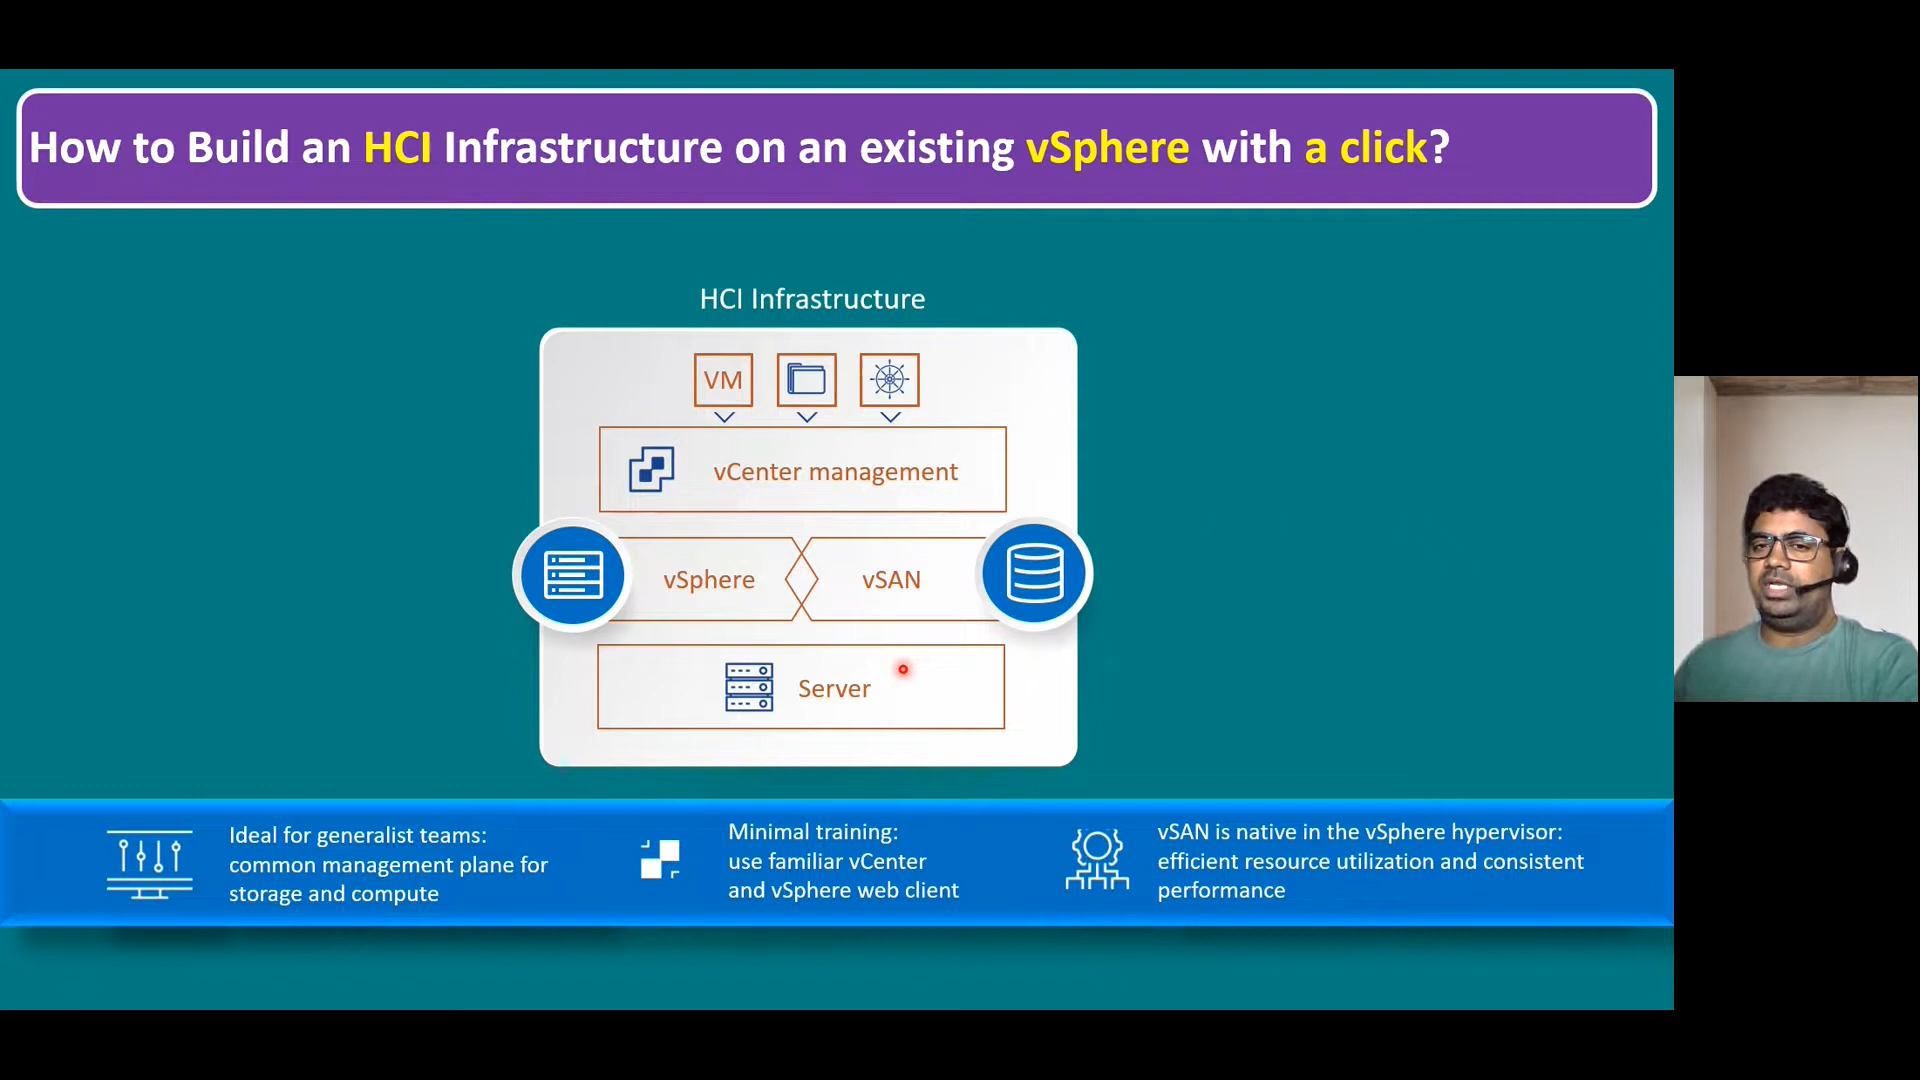 How to Build an HCI Infrastructure on an existing vSphere with a click?
HCI Infrastructure
VM
vCenter management
vSphere
vSAN
Server
Ideal for generalist teams:
common management plane for
storage and compute
Minimal training:
use familiar vCenter
and vSphere web client
vSAN is native in the vSphere hypervisor:
efficient resource utilization and consistent
performance